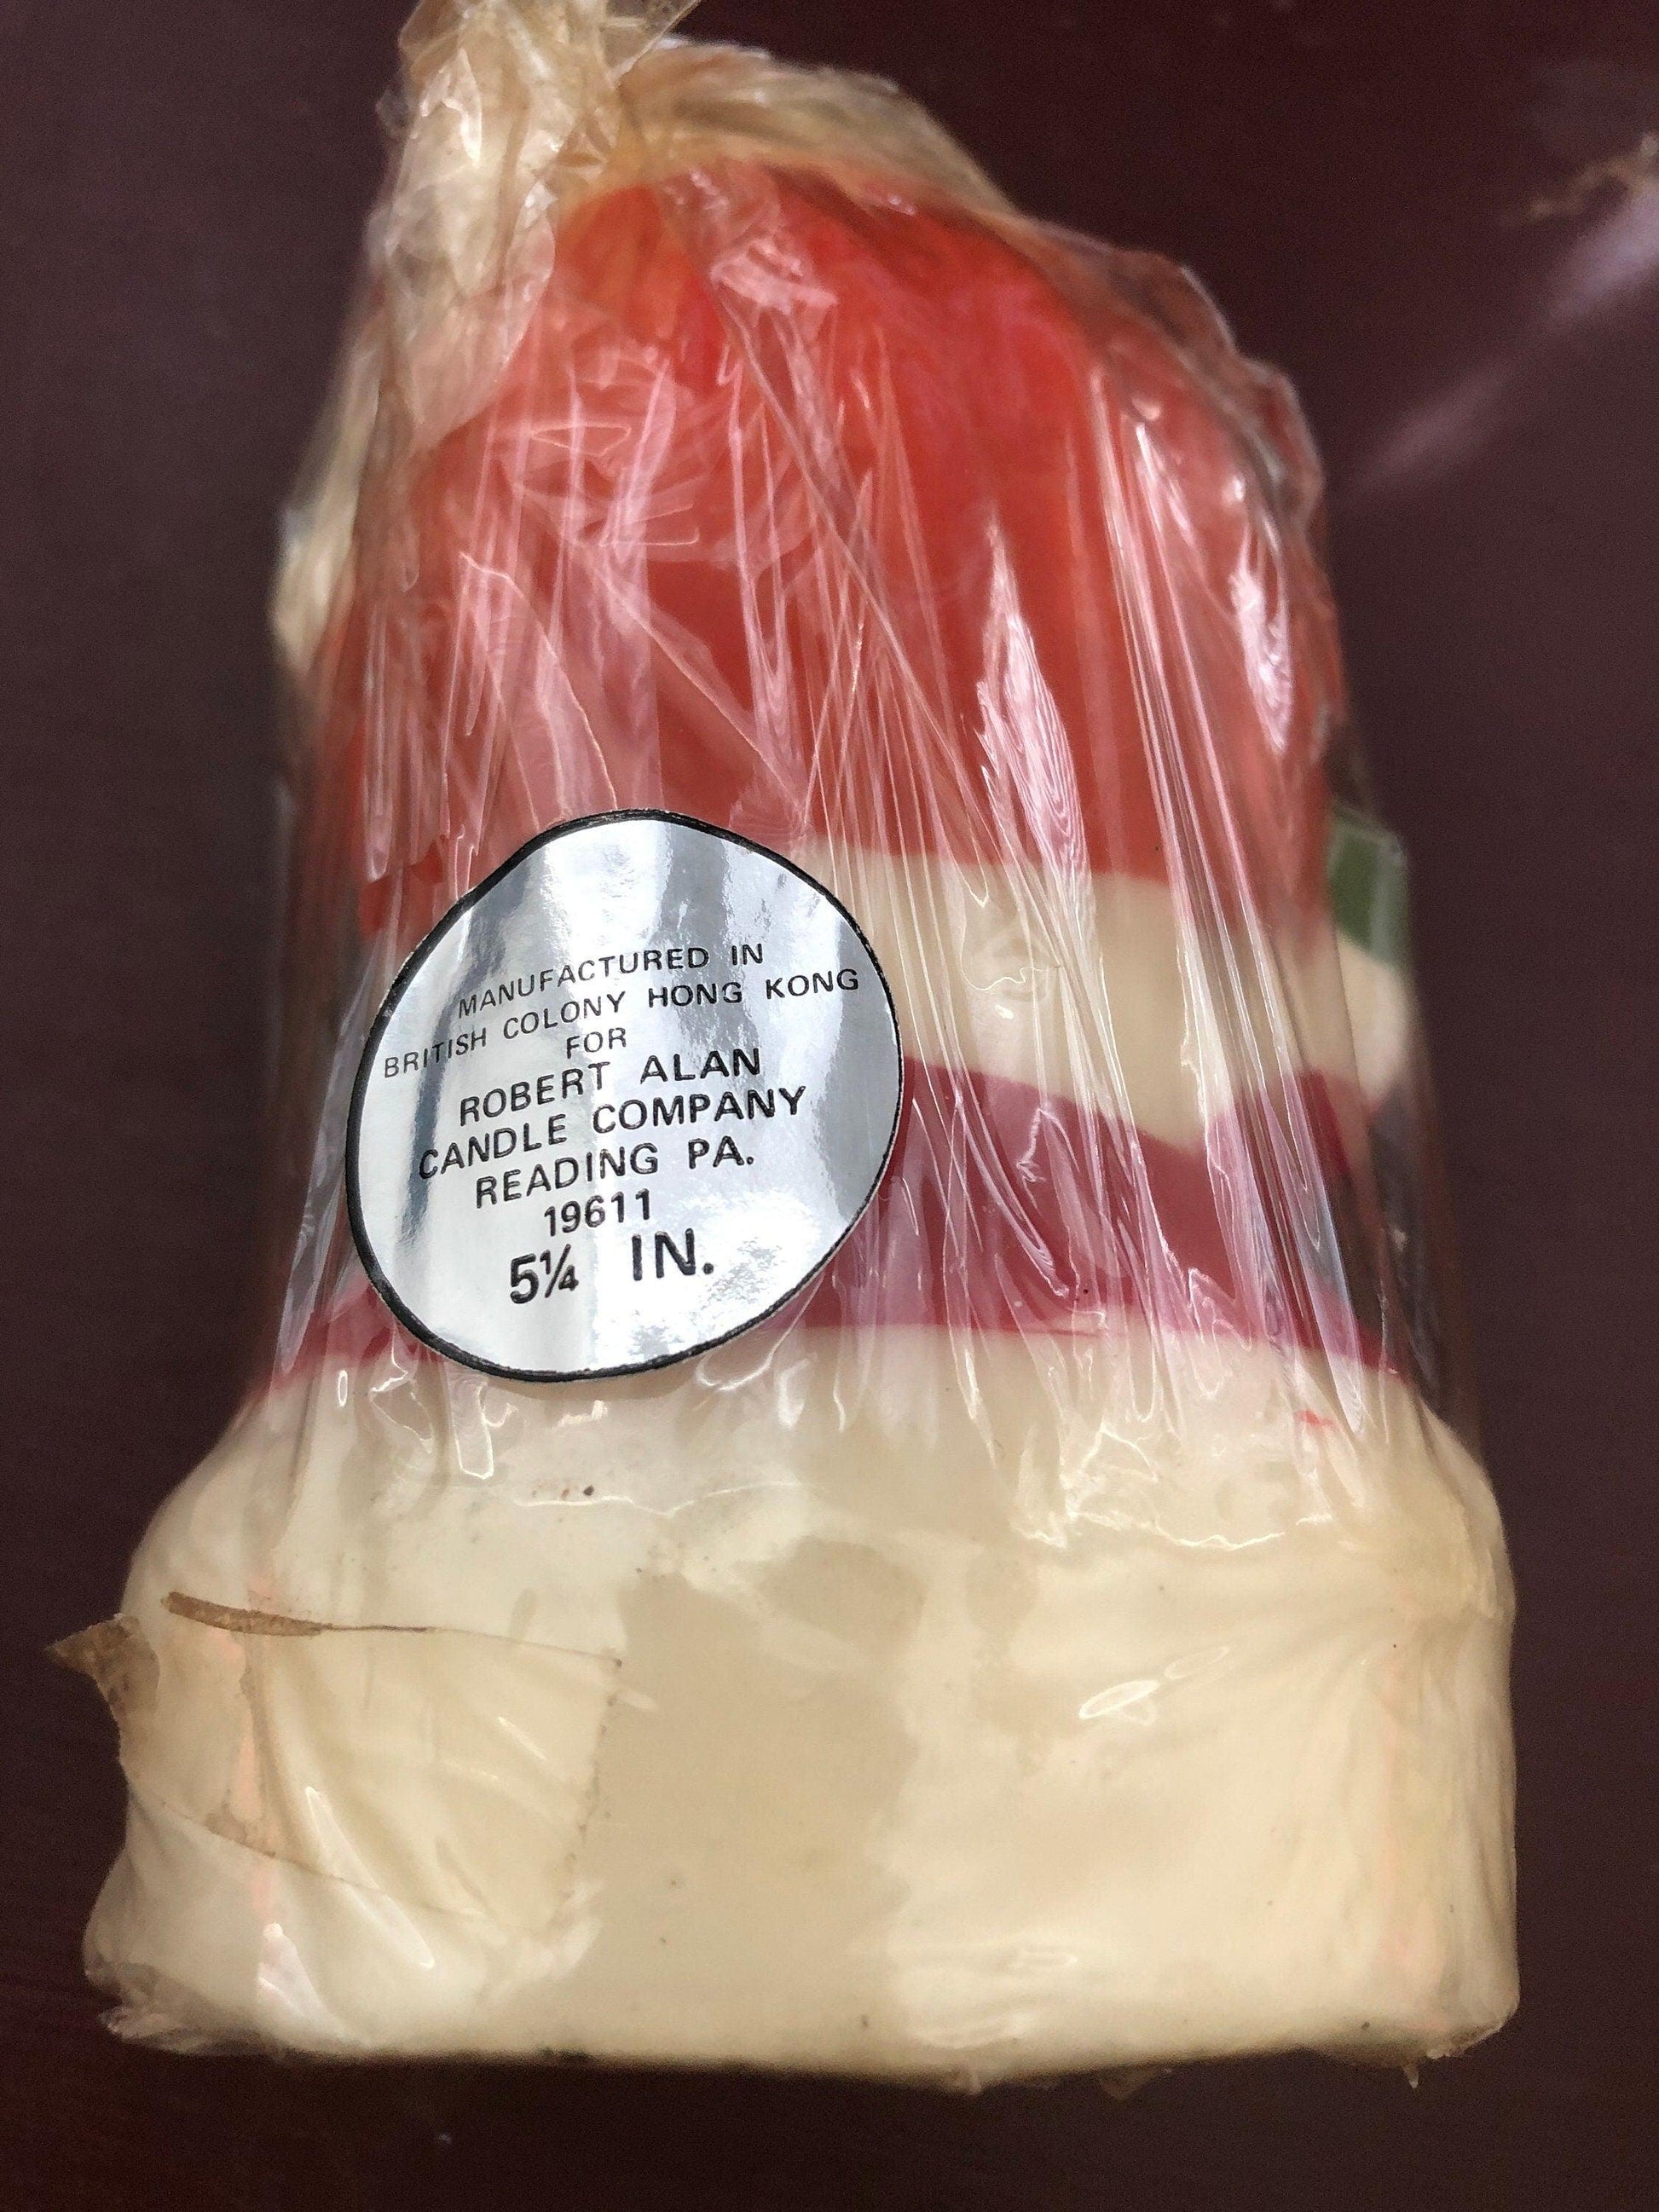 MANUFACTURED IN
BRITISH COLONY HONG KONG
FOR
ROBERT ALAN
CANDLE COMPANY
READING PA.
19611
5¼ IN.